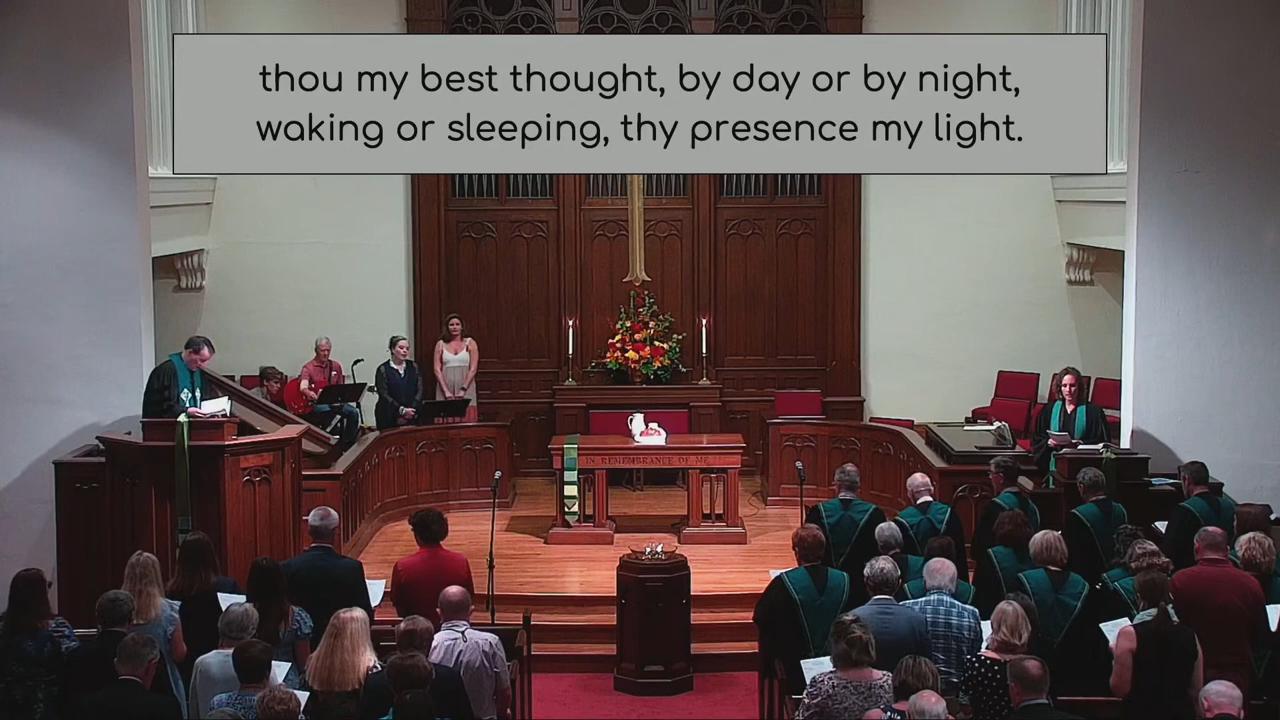 thou my best thought, by day or by night,
waking or sleeping, thy presence my light.
IN REMEMBRANCE OF ME